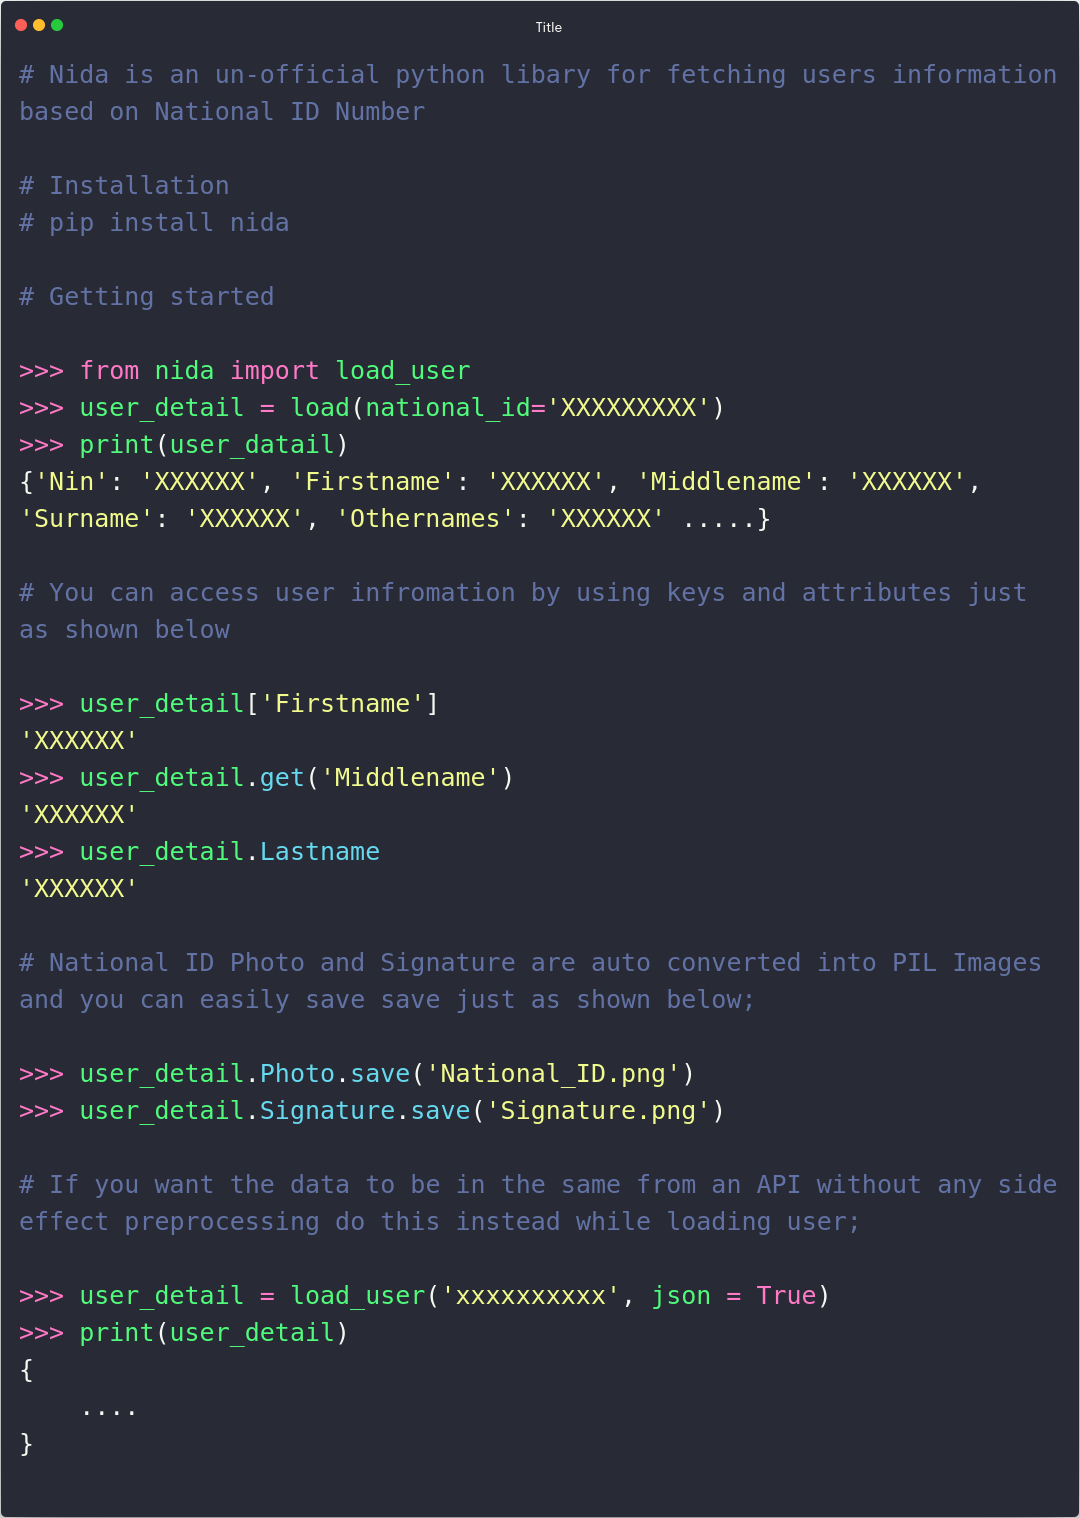 Title
# Nida is an un-official python libary for fetching users information
based on National ID Number
# Installation
# pip install nida
# Getting started
>>> from nida import load_user
>>> user_detail = load(national_id='XXXXXXXXX')
>>> print(user_datail)
{'Nin': 'XXXXXX', 'Firstname': 'XXXXXX', 'Middlename': 'XXXXXX',
'Surname': 'XXXXXX', 'Othernames': 'XXXXXX' .....}
# You can access user infromation by using keys and attributes just
as shown below
>>> user_detail['Firstname']
'XXXXXX'
>>> user_detail.get('Middlename')
'XXXXXX'
>>> user_detail.Lastname
'XXXXXX'
# National ID Photo and Signature are auto converted into PIL Images
and you can easily save save just as shown below;
>>> user_detail.Photo.save('National_ID.png')
>>> user_detail.Signature.save('Signature.png')
# If you want the data to be in the same from an API without any side
effect preprocessing do this instead while loading user;
>>> user_detail = load_user('xxxxxxxxxx', json = True)
>>> print(user_detail)
{
    ....
}